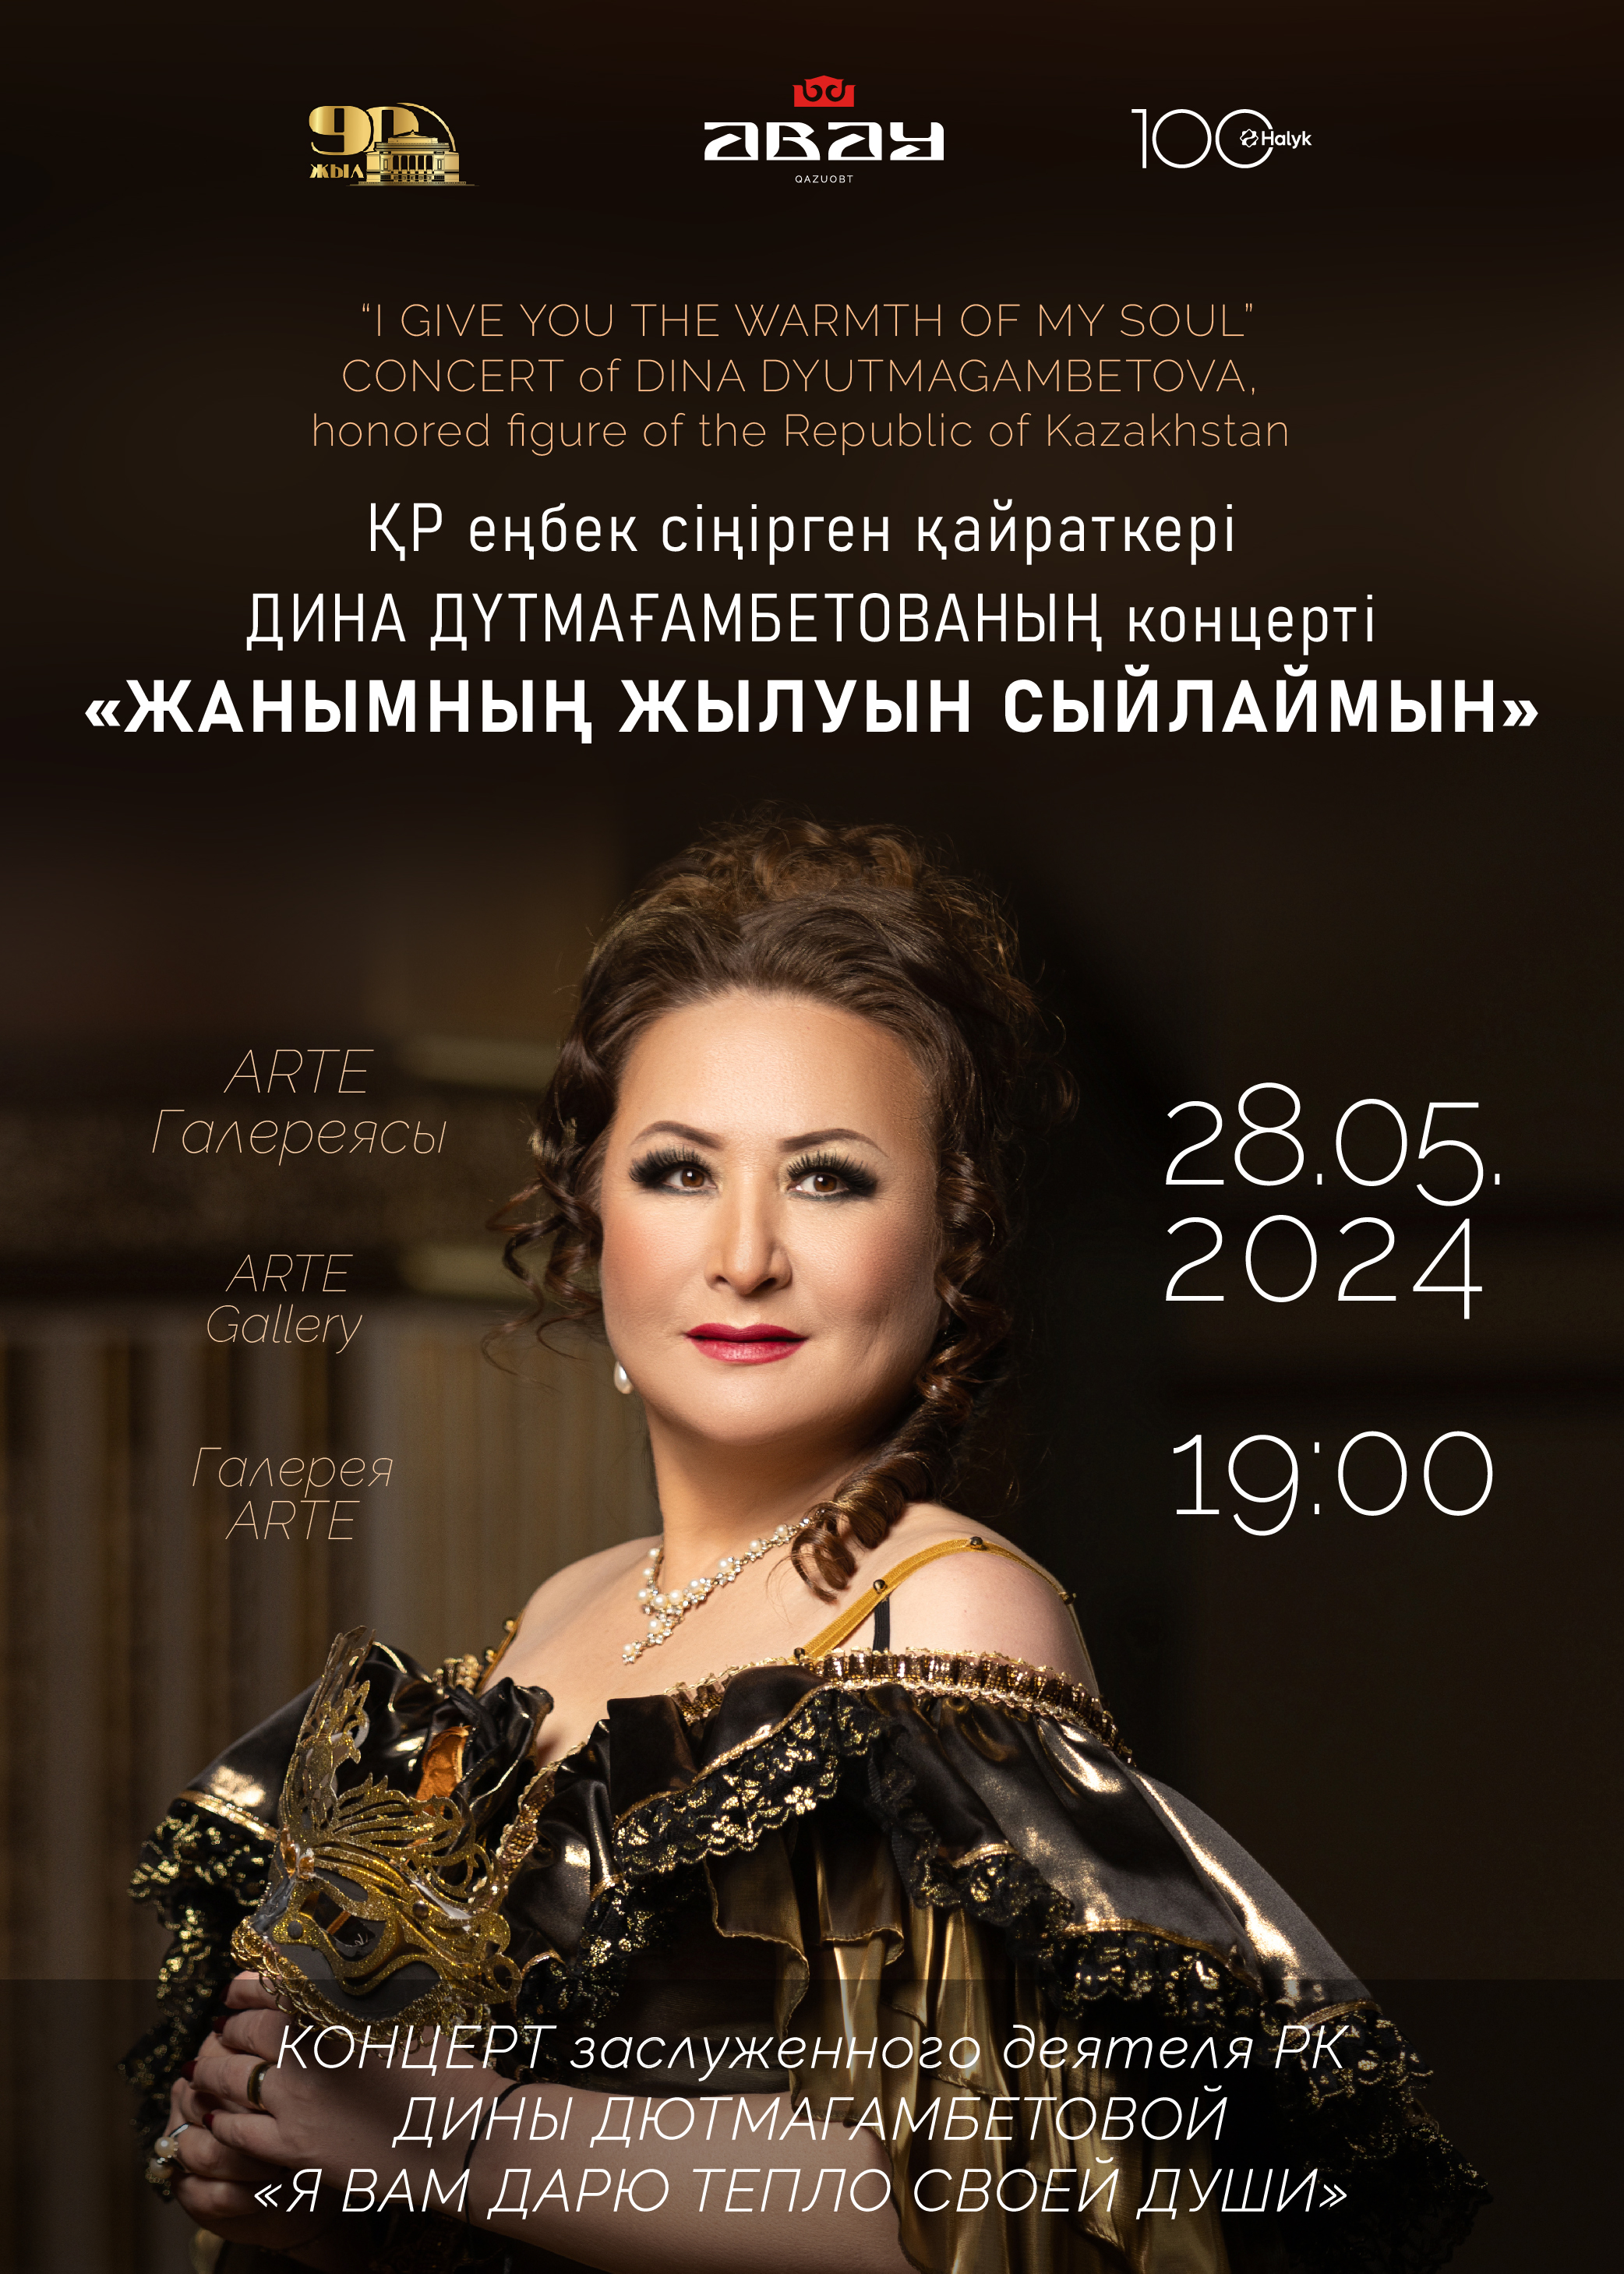 90
ЖЫЛ
ABAY
QAZUOBT
100 Halyk
“I GIVE YOU THE WARMTH OF MY SOUL”
CONCERT of DINA DYUTMAGAMBETOVA,
honored figure of the Republic of Kazakhstan
ҚР еңбек сіңірген қайраткері
ДИНА ДҮТМАҒАМБЕТОВАНЫҢ концерті
«ЖАНЫМНЫҢ ЖЫЛУЫН СЫЙЛАЙМЫН»
ARTE
Галереясы
ARTE
Gallery
Галерея
ARTE
28.05.
2024
19:00
КОНЦЕРТ заслуженного деятеля РК
ДИНЫ ДЮТМАГАМБЕТОВОЙ
«Я ВАМ ДАРЮ ТЕПЛО СВОЕЙ ДУШИ»